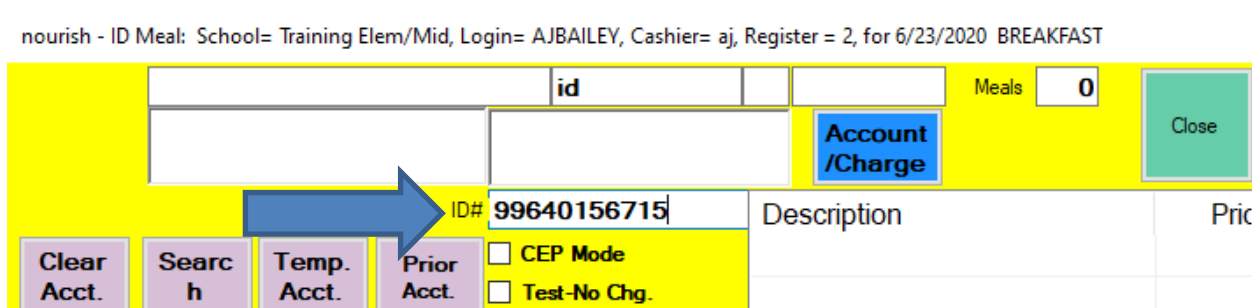 nourish - ID Meal: School= Training Elem/Mid, Login= AJBAILEY, Cashier= aj, Register = 2, for 6/23/2020 BREAKFAST
id
Meals 0
Close
Account
/Charge
ID# 99640156715
Description
Pric
Clear
Acct.
Searc
h
Temp.
Acct.
Prior
Acct.
CEP Mode
Test-No Chg.